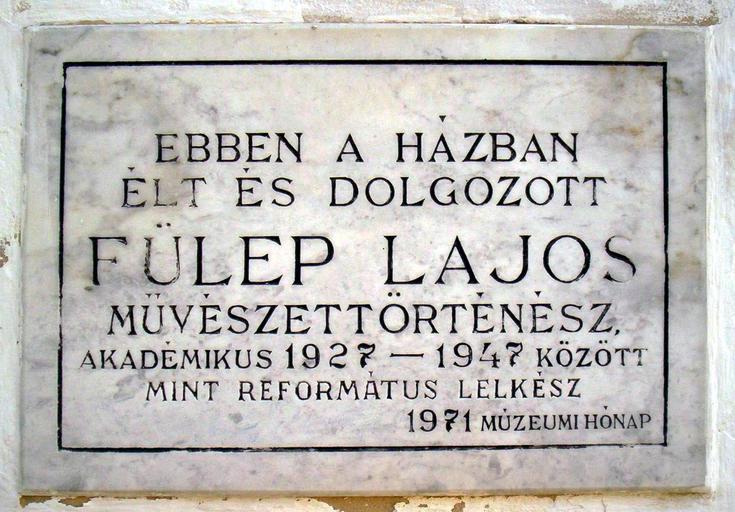 EBBEN A HÁZBAN
ÉLT ÉS DOLGOZOTT
FÜLEP LAJOS
MŰVÉSZETTÖRTÉNÉSZ,
AKADÉMIKUS 1927 – 1947 KÖZÖTT
MINT REFORMÁTUS LELKÉSZ
1971 MÚZEUMI HÓNAP